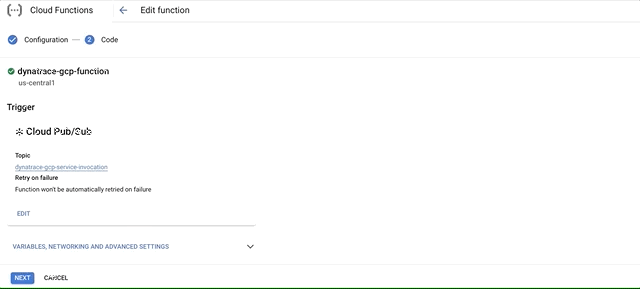 Cloud Functions
Edit function
Configuration
2 Code
dynatrace-gcp-function
us-central1
Trigger
Cloud Pub/Sub
Topic
dynatrace-gcp-service-invocation
Retry on failure
Function won't be automatically retried on failure
EDIT
VARIABLES, NETWORKING AND ADVANCED SETTINGS
NEXT
CANCEL